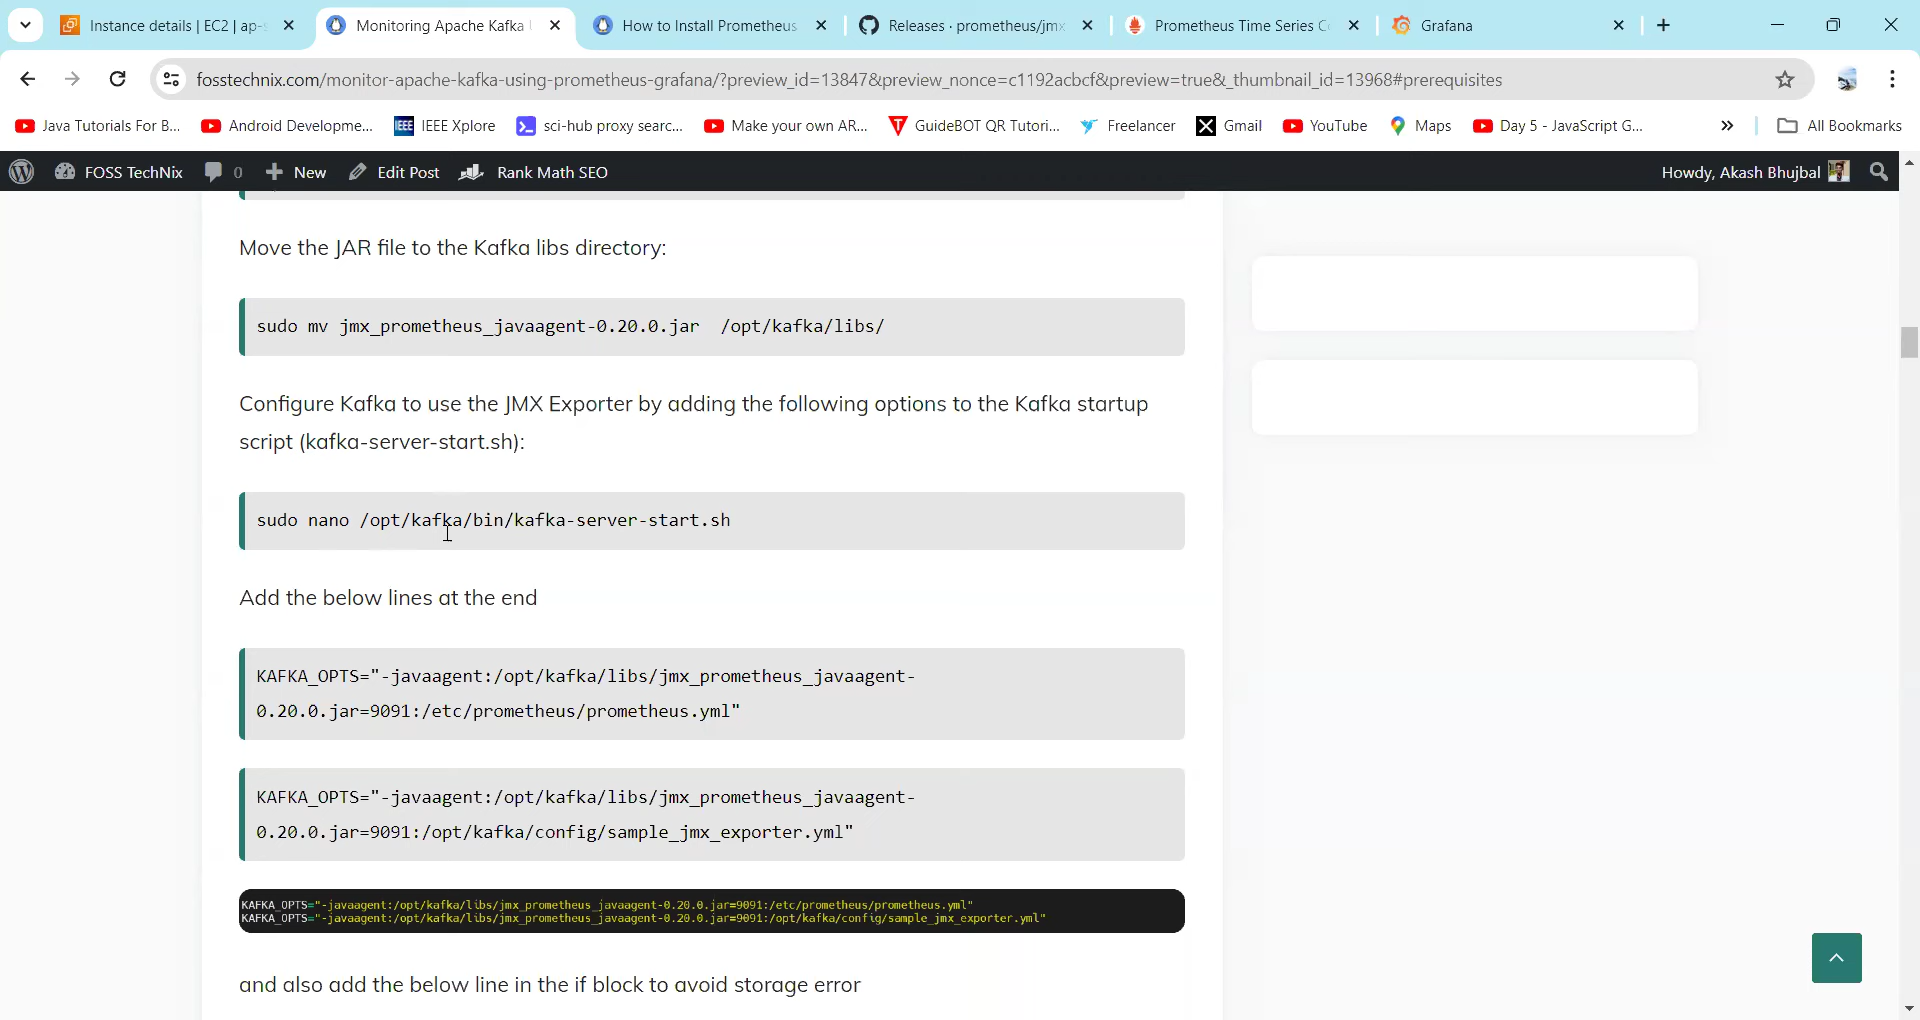 Instance details | EC2 | ap-s
Monitoring Apache Kafka U
How to Install Prometheus
Releases · prometheus/jmx
Prometheus Time Series Co
Grafana
fosstechnix.com/monitor-apache-kafka-using-prometheus-grafana/?preview_id=13847&preview_nonce=c1192acbcf&preview=true&_thumbnail_id=13968#prerequisites
Java Tutorials For B...
Android Developme...
IEEE Xplore
sci-hub proxy searc...
Make your own AR...
GuideBOT QR Tutori...
Freelancer
Gmail
YouTube
Maps
Day 5 - JavaScript G...
All Bookmarks
FOSS TechNix
0
New
Edit Post
Rank Math SEO
Howdy, Akash Bhujbal
Move the JAR file to the Kafka libs directory:
sudo mv jmx_prometheus_javaagent-0.20.0.jar  /opt/kafka/libs/
Configure Kafka to use the JMX Exporter by adding the following options to the Kafka startup
script (kafka-server-start.sh):
sudo nano /opt/kafka/bin/kafka-server-start.sh
Add the below lines at the end
KAFKA_OPTS="-javaagent:/opt/kafka/libs/jmx_prometheus_javaagent-
0.20.0.jar=9091:/etc/prometheus/prometheus.yml"
KAFKA_OPTS="-javaagent:/opt/kafka/libs/jmx_prometheus_javaagent-
0.20.0.jar=9091:/opt/kafka/config/sample_jmx_exporter.yml"
KAFKA_OPTS="-javaagent:/opt/kafka/libs/jmx_prometheus_javaagent-0.20.0.jar=9091:/etc/prometheus/prometheus.yml"
KAFKA_OPTS="-javaagent:/opt/kafka/libs/jmx_prometheus_javaagent-0.20.0.jar=9091:/opt/kafka/config/sample_jmx_exporter.yml"
and also add the below line in the if block to avoid storage error